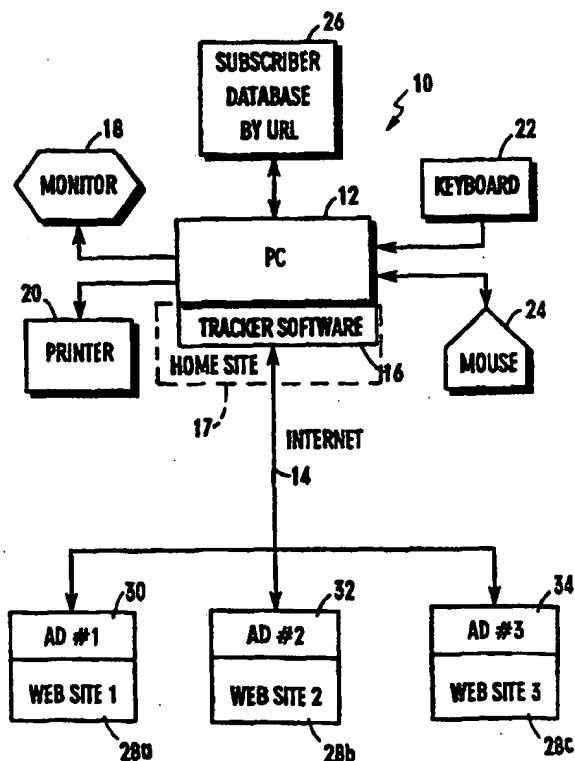 26
SUBSCRIBER
DATABASE
BY URL
10
18
MONITOR
22
KEYBOARD
12
PC
20
PRINTER
TRACKER SOFTWARE
HOME SITE
16
24
MOUSE
17
INTERNET
14
30
AD #1
WEB SITE 1
28a
32
AD #2
WEB SITE 2
28b
34
AD #3
WEB SITE 3
28c